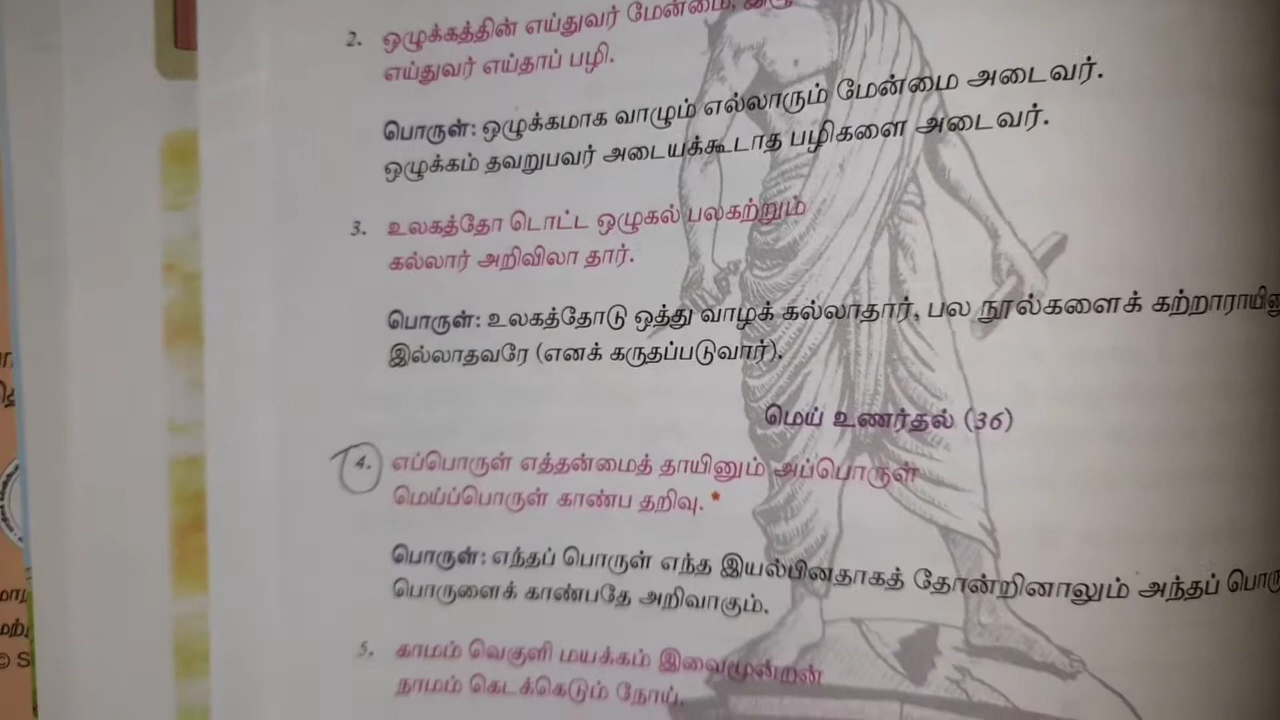 2. ஒழுக்கத்தின் எய்துவர் மேன்மை,
எய்துவர் எய்தாப் பழி.
பொருள்: ஒழுக்கமாக வாழும் எல்லாரும் மேன்மை அடைவர்.
ஒழுக்கம் தவறுபவர் அடையக்கூடாத பழிகளை அடைவர்.
3. உலகத்தோ டொட்ட ஒழுகல் பலகற்றும்
கல்லார் அறிவிலா தார்.
பொருள்: உலகத்தோடு ஒத்து வாழக் கல்லாதார், பல நூல்களைக்
இல்லாதவரே (எனக் கருதப்படுவார்).
மெய் உணர்தல் (36)
4. எப்பொருள் எத்தன்மைத் தாயினும் அப்பொருள்
மெய்ப்பொருள் காண்ப தறிவு. *
பொருள்: எந்தப் பொருள் எந்த இயல்பினதாகத் தோன்றினாலும் அந்தப்
பொருளைக் காண்பதே அறிவாகும்.
5. காமம் வெகுளி மயக்கம் இவைமூன்றன்
நாமம் கெடக்கெடும் நோய்.